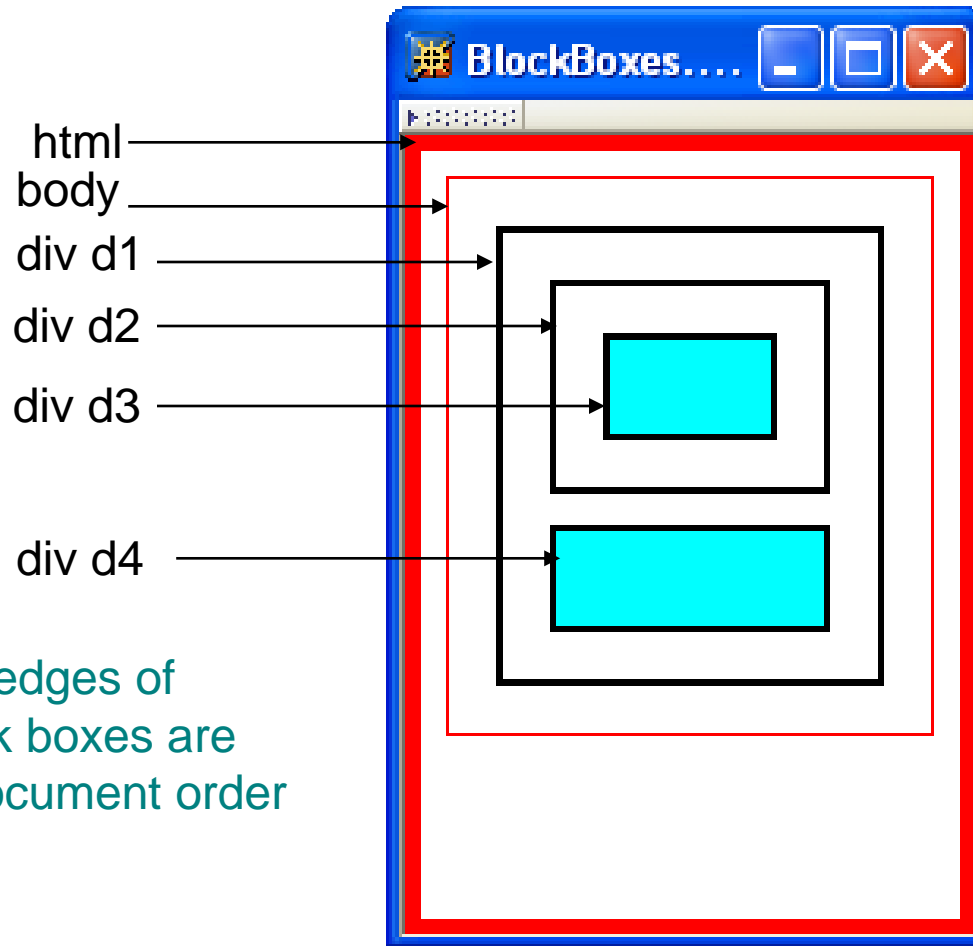 BlockBoxes....
html
body
div d1
div d2
div d3
div d4
edges of
k boxes are
ocument order